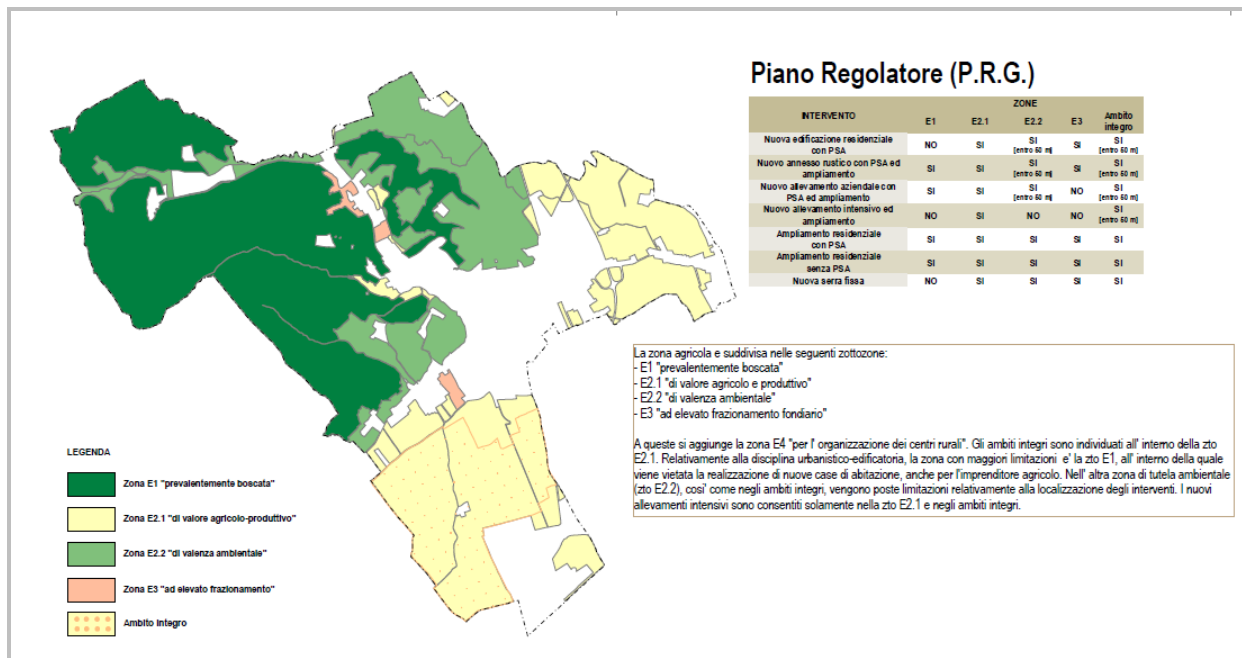 Piano Regolatore (P.R.G.)
INTERVENTO
ZONE
E1 E2.1 E2.2 E3 Ambito integro
Nuova edificazione residenziale con PSA NO SI SI [entro 50 m] SI SI [entro 50 m]
Nuovo annesso rustico con PSA ed ampliamento SI SI SI [entro 50 m] SI SI [entro 50 m]
Nuovo allevamento aziendale con PSA ed ampliamento SI SI SI [entro 50 m] NO SI [entro 50 m]
Nuovo allevamento intensivo ed ampliamento NO SI NO NO SI [entro 50 m]
Ampliamento residenziale con PSA SI SI SI SI SI
Ampliamento residenziale senza PSA SI SI SI SI SI
Nuova serra fissa NO SI SI SI SI
La zona agricola e suddivisa nelle seguenti zottozone:
- E1 "prevalentemente boscata"
- E2.1 "di valore agricolo e produttivo"
- E2.2 "di valenza ambientale"
- E3 "ad elevato frazionamento fondiario"
A queste si aggiunge la zona E4 "per l' organizzazione dei centri rurali". Gli ambiti integri sono individuati all' interno della zto
E2.1. Relativamente alla disciplina urbanistico-edificatoria, la zona con maggiori limitazioni e' la zto E1, all' interno della quale
viene vietata la realizzazione di nuove case di abitazione, anche per l'imprenditore agricolo. Nell' altra zona di tutela ambientale
(zto E2.2), cosi' come negli ambiti integri, vengono poste limitazioni relativamente alla localizzazione degli interventi. I nuovi
allevamenti intensivi sono consentiti solamente nella zto E2.1 e negli ambiti integri.
LEGENDA
Zona E1 "prevalentemente boscata"
Zona E2.1 "di valore agricolo-produttivo"
Zona E2.2 "di valenza ambientale"
Zona E3 "ad elevato frazionamento"
Ambito Integro